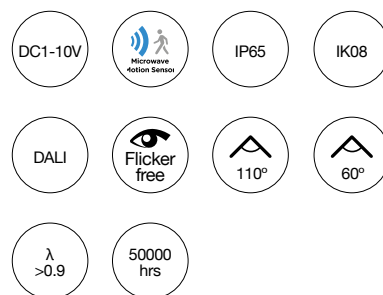 DC1-10V
Microwave
Motion Sensor
IP65
IK08
DALI
Flicker
free
110º
60º
λ
>0.9
50000
hrs